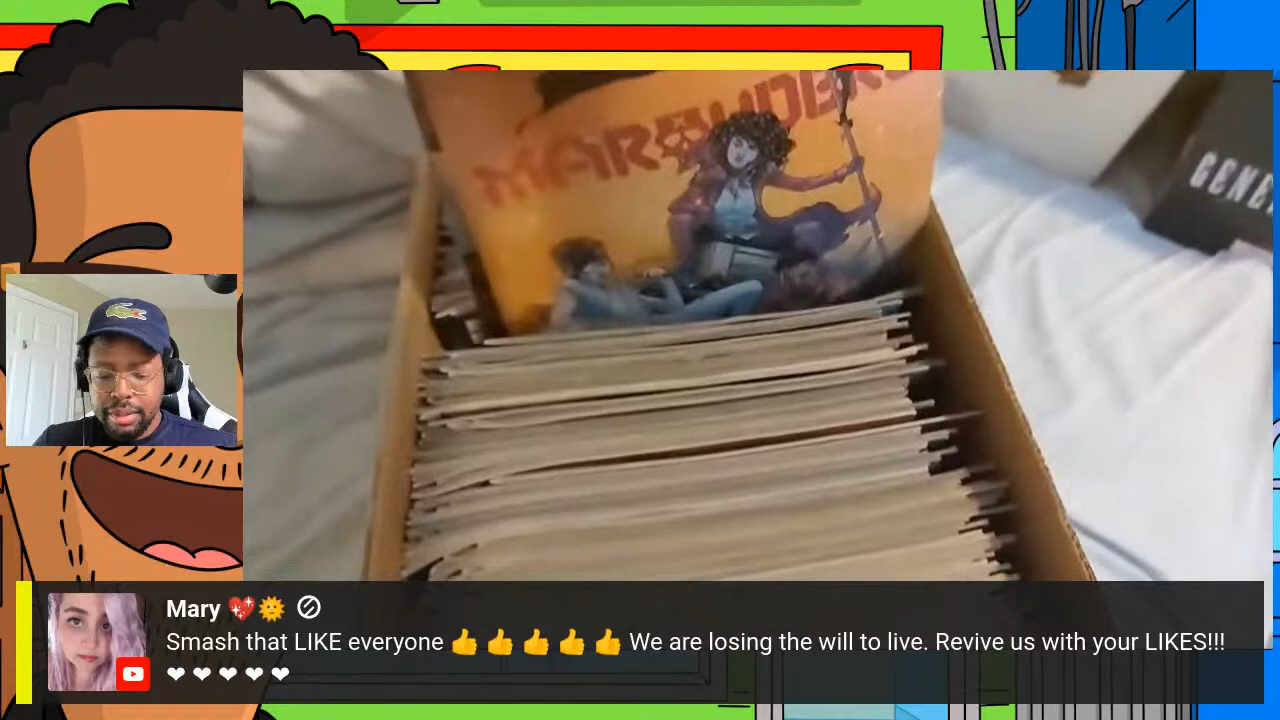 MARAUDERS
GENE
Mary 💖🌞
Smash that LIKE everyone 👍 👍 👍 👍 👍 We are losing the will to live. Revive us with your LIKES!!!
❤ ❤ ❤ ❤ ❤